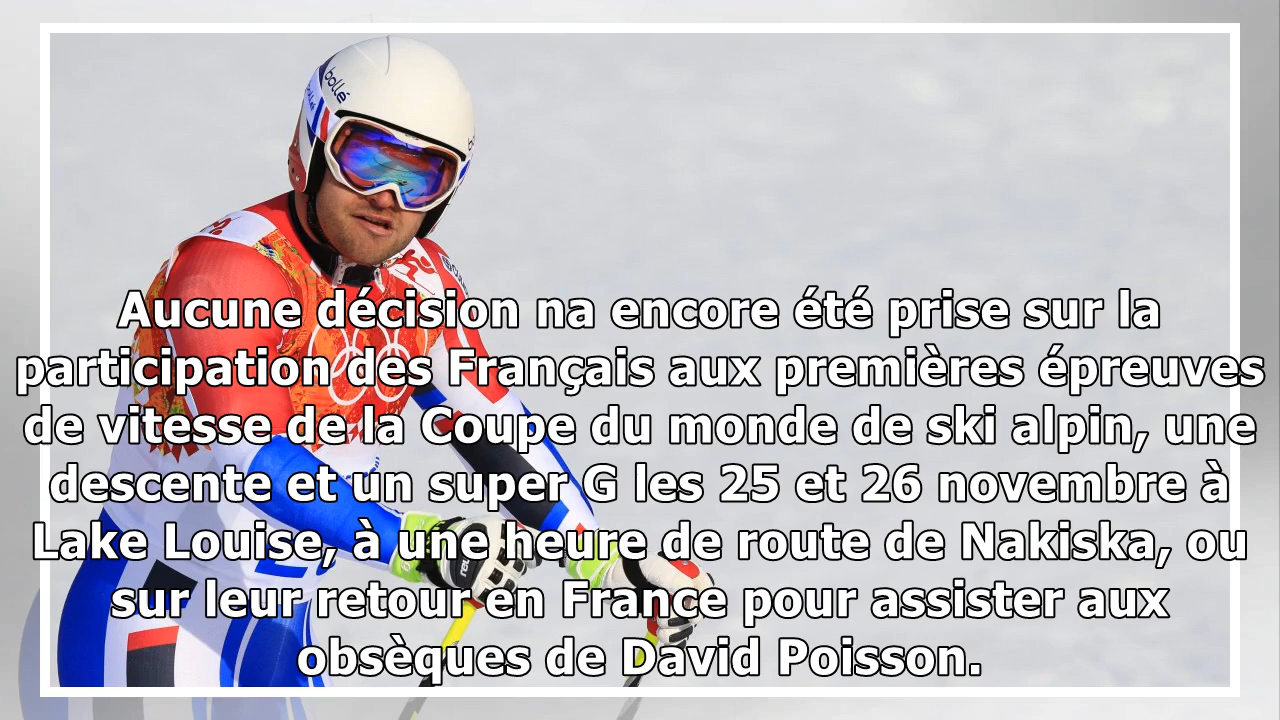 bollé
Aucune décision na encore été prise sur la
participation des Français aux premières épreuves
de vitesse de la Coupe du monde de ski alpin, une
descente et un super G les 25 et 26 novembre à
Lake Louise, à une heure de route de Nakiska, ou
sur leur retour en France pour assister aux
obsèques de David Poisson.